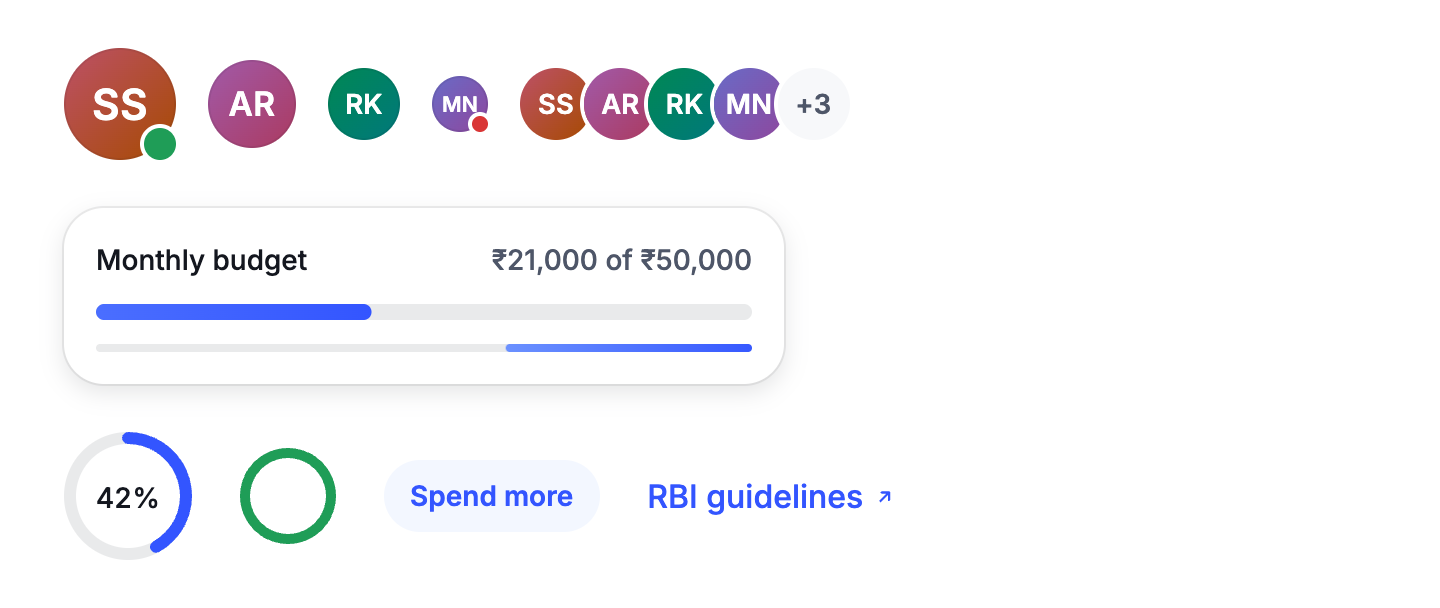 SS AR RK MN SS AR RK MN +3
Monthly budget ₹21,000 of ₹50,000
42% Spend more RBI guidelines ↗